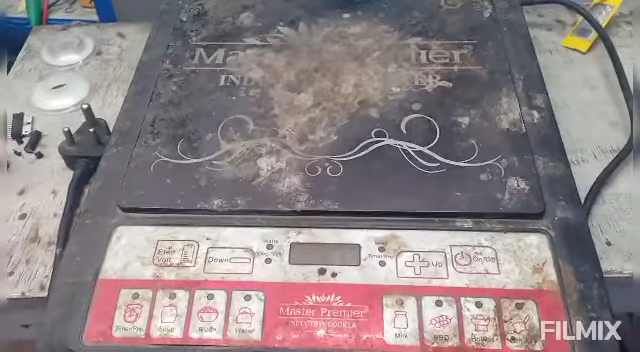 Master Premier
INDUCTION COOKER
Down
Up
On/Off
Master Premier
INDUCTION COOKER
Soup
Rice
Water
Milk
BBQ
FILMIX